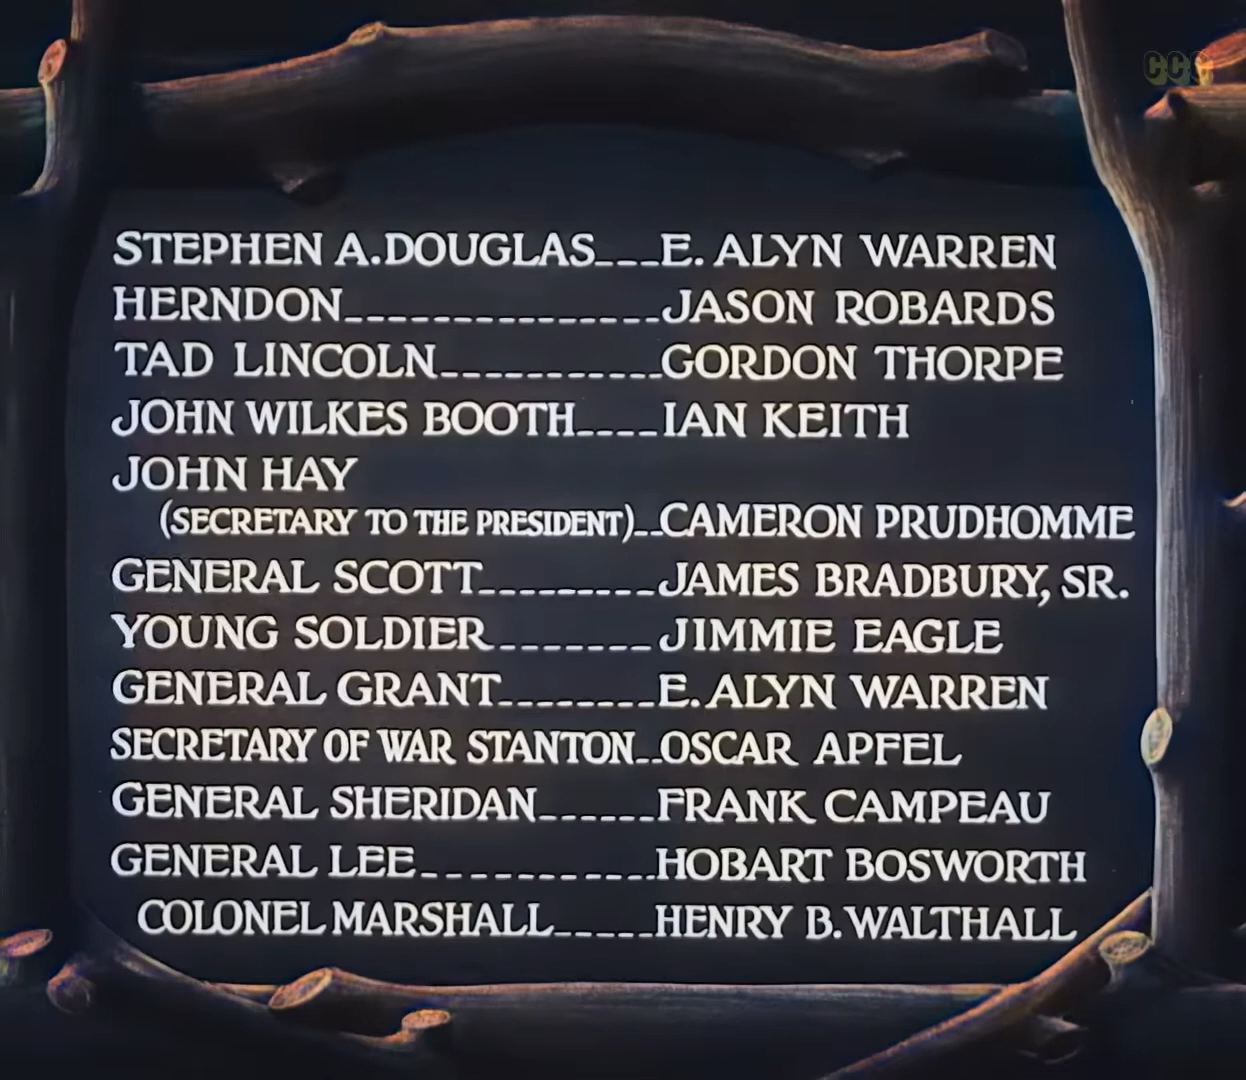 CCC
STEPHEN A. DOUGLAS___E. ALYN WARREN
HERNDON_______________JASON ROBARDS
TAD LINCOLN___________GORDON THORPE
JOHN WILKES BOOTH____IAN KEITH
JOHN HAY
(SECRETARY TO THE PRESIDENT)__CAMERON PRUDHOMME
GENERAL SCOTT_________JAMES BRADBURY, SR.
YOUNG SOLDIER________JIMMIE EAGLE
GENERAL GRANT________E. ALYN WARREN
SECRETARY OF WAR STANTON__OSCAR APFEL
GENERAL SHERIDAN______FRANK CAMPEAU
GENERAL LEE___________HOBART BOSWORTH
COLONEL MARSHALL_____HENRY B. WALTHALL